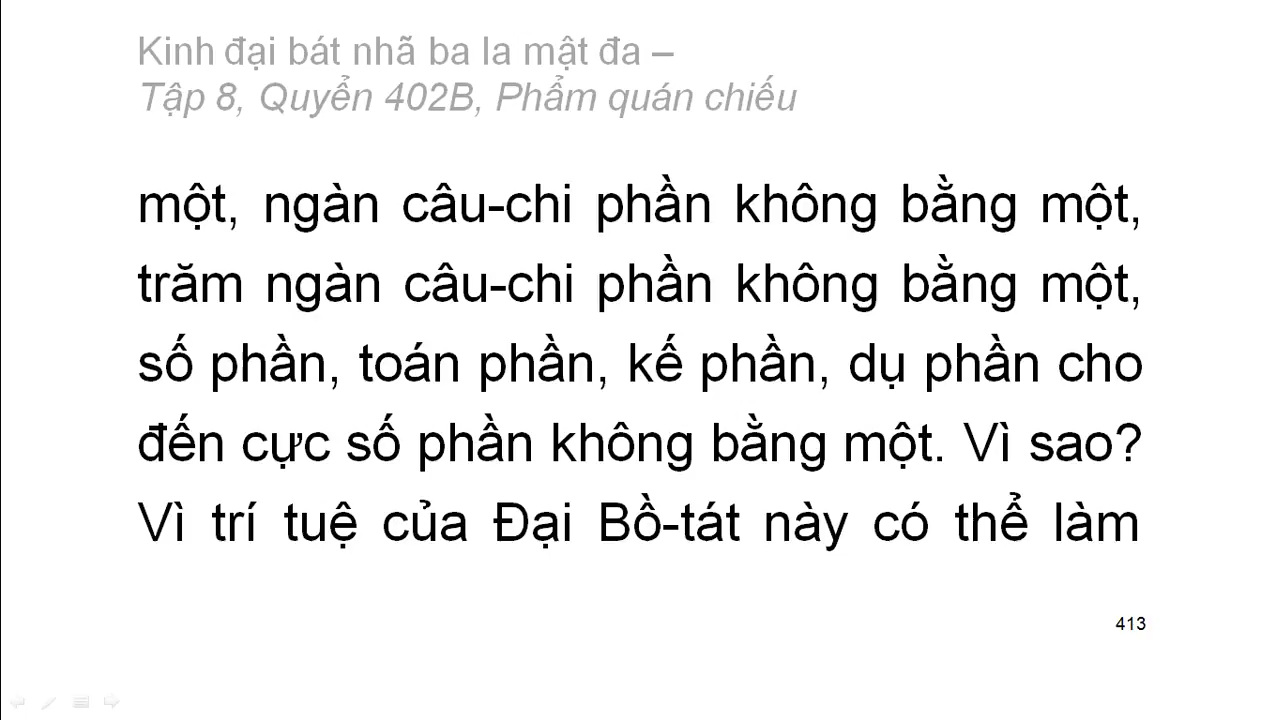 Kinh đại bát nhã ba la mật đa –
Tập 8, Quyển 402B, Phẩm quán chiếu
một, ngàn câu-chi phần không bằng một,
trăm ngàn câu-chi phần không bằng một,
số phần, toán phần, kế phần, dụ phần cho
đến cực số phần không bằng một. Vì sao?
Vì trí tuệ của Đại Bồ-tát này có thể làm
413